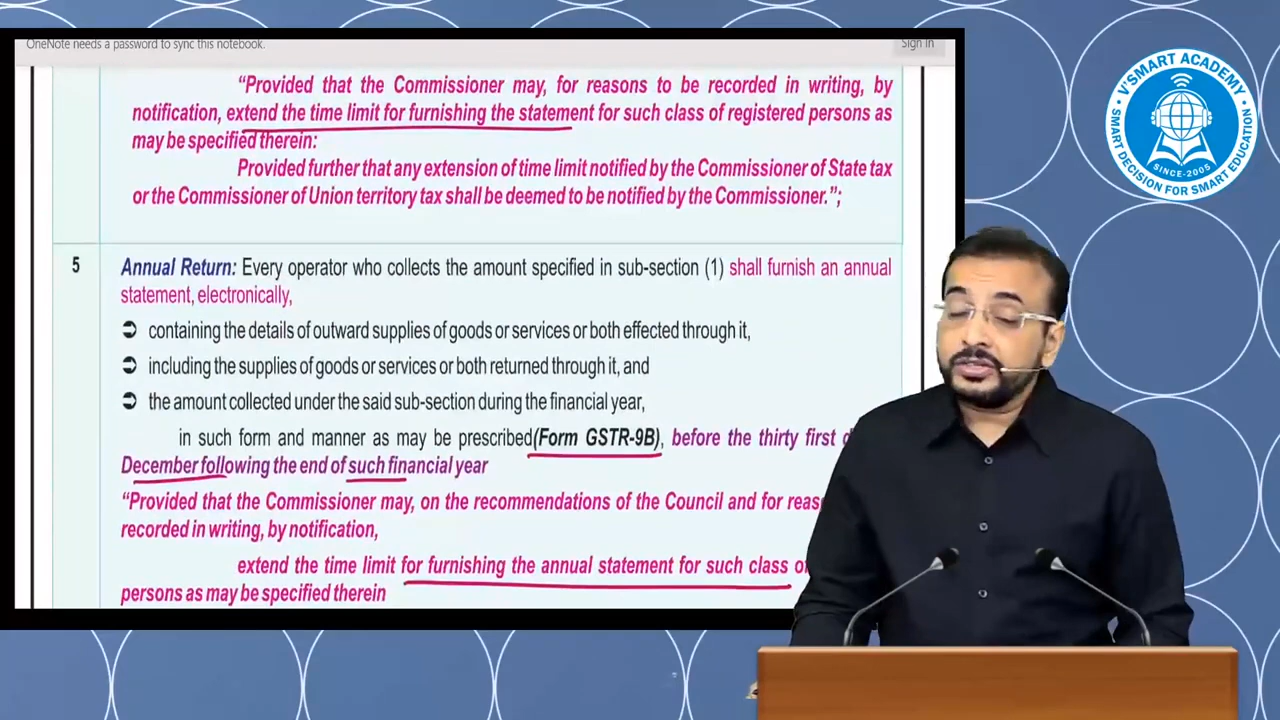 OneNote needs a password to sync this notebook.
Sign in
“Provided that the Commissioner may, for reasons to be recorded in writing, by
notification, extend the time limit for furnishing the statement for such class of registered persons as
may be specified therein:
Provided further that any extension of time limit notified by the Commissioner of State tax
or the Commissioner of Union territory tax shall be deemed to be notified by the Commissioner.”;
5
Annual Return: Every operator who collects the amount specified in sub-section (1) shall furnish an annual
statement, electronically,
➲ containing the details of outward supplies of goods or services or both effected through it,
➲ including the supplies of goods or services or both returned through it, and
➲ the amount collected under the said sub-section during the financial year,
in such form and manner as may be prescribed(Form GSTR-9B), before the thirty first
December following the end of such financial year
“Provided that the Commissioner may, on the recommendations of the Council and for
recorded in writing, by notification,
extend the time limit for furnishing the annual statement for such class
persons as may be specified therein
V'SMART ACADEMY
SINCE-2005
SMART DECISION FOR SMART EDUCATION